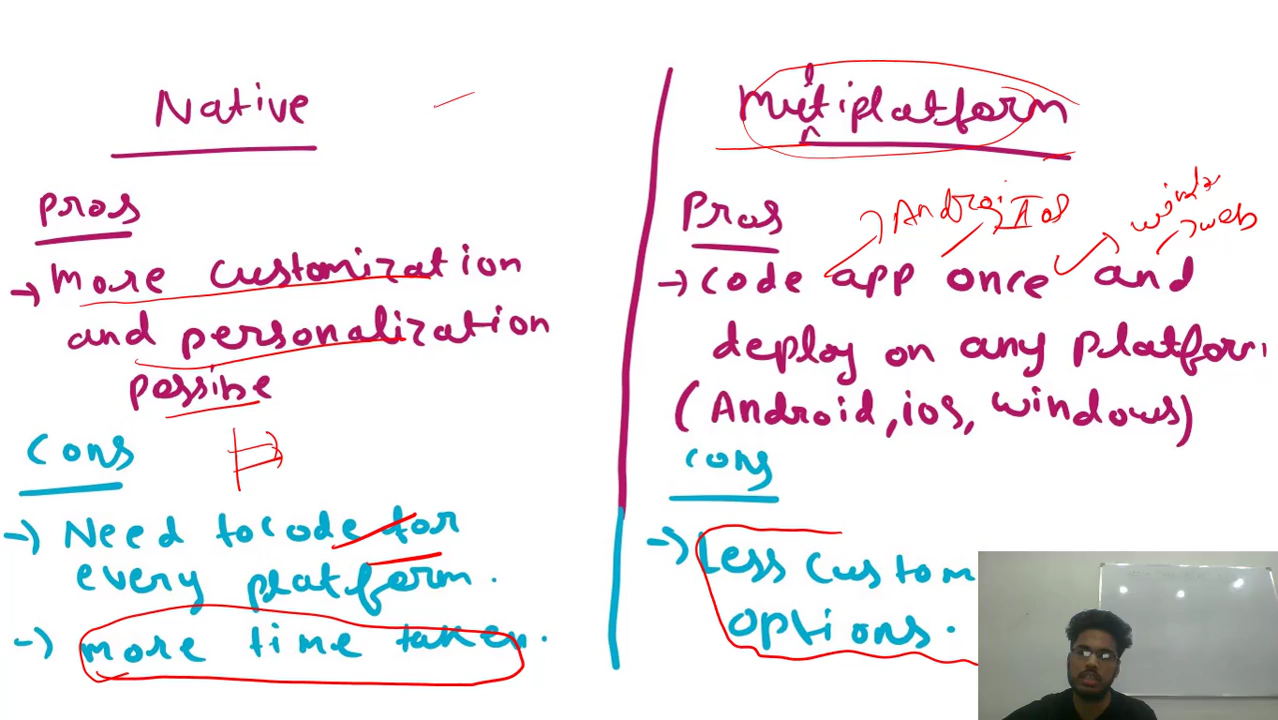 Native
Pros
→ More customization
and personalization
possible
Cons
→ Need to code for
every platform.
→ more time taken.
Multiplatform
Pros
Android Ios
web
→ code app once and
deploy on any platform
(Android, ios, windows)
cons
→ Less custom
options.